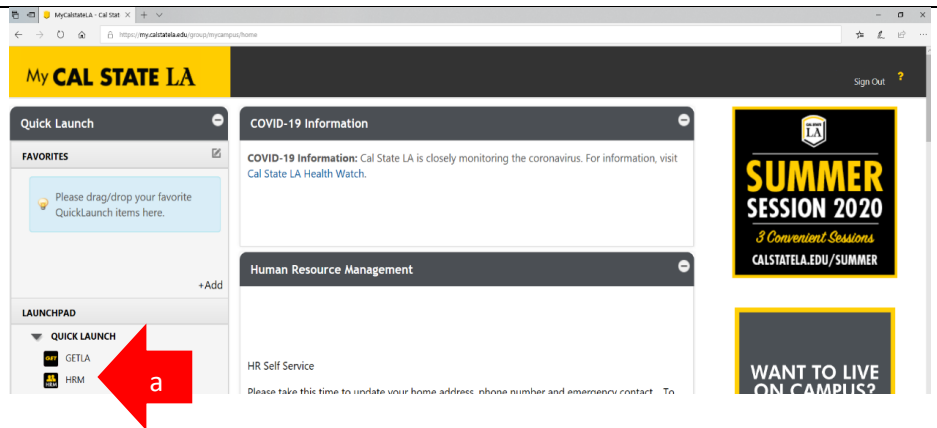 MyCalstateLA - Cal Stat
https://my.calstatela.edu/group/mycampus/home
My CAL STATE LA
Sign Out ?
Quick Launch
FAVORITES
Please drag/drop your favorite
QuickLaunch items here.
+Add
LAUNCHPAD
QUICK LAUNCH
GET GETLA
HRM HRM
a
COVID-19 Information
COVID-19 Information: Cal State LA is closely monitoring the coronavirus. For information, visit
Cal State LA Health Watch.
Human Resource Management
HR Self Service
Please take this time to update your home address, phone number and emergency contact. To
LA
SUMMER
SESSION 2020
3 Convenient Sessions
CALSTATELA.EDU/SUMMER
WANT TO LIVE
ON CAMPUS?